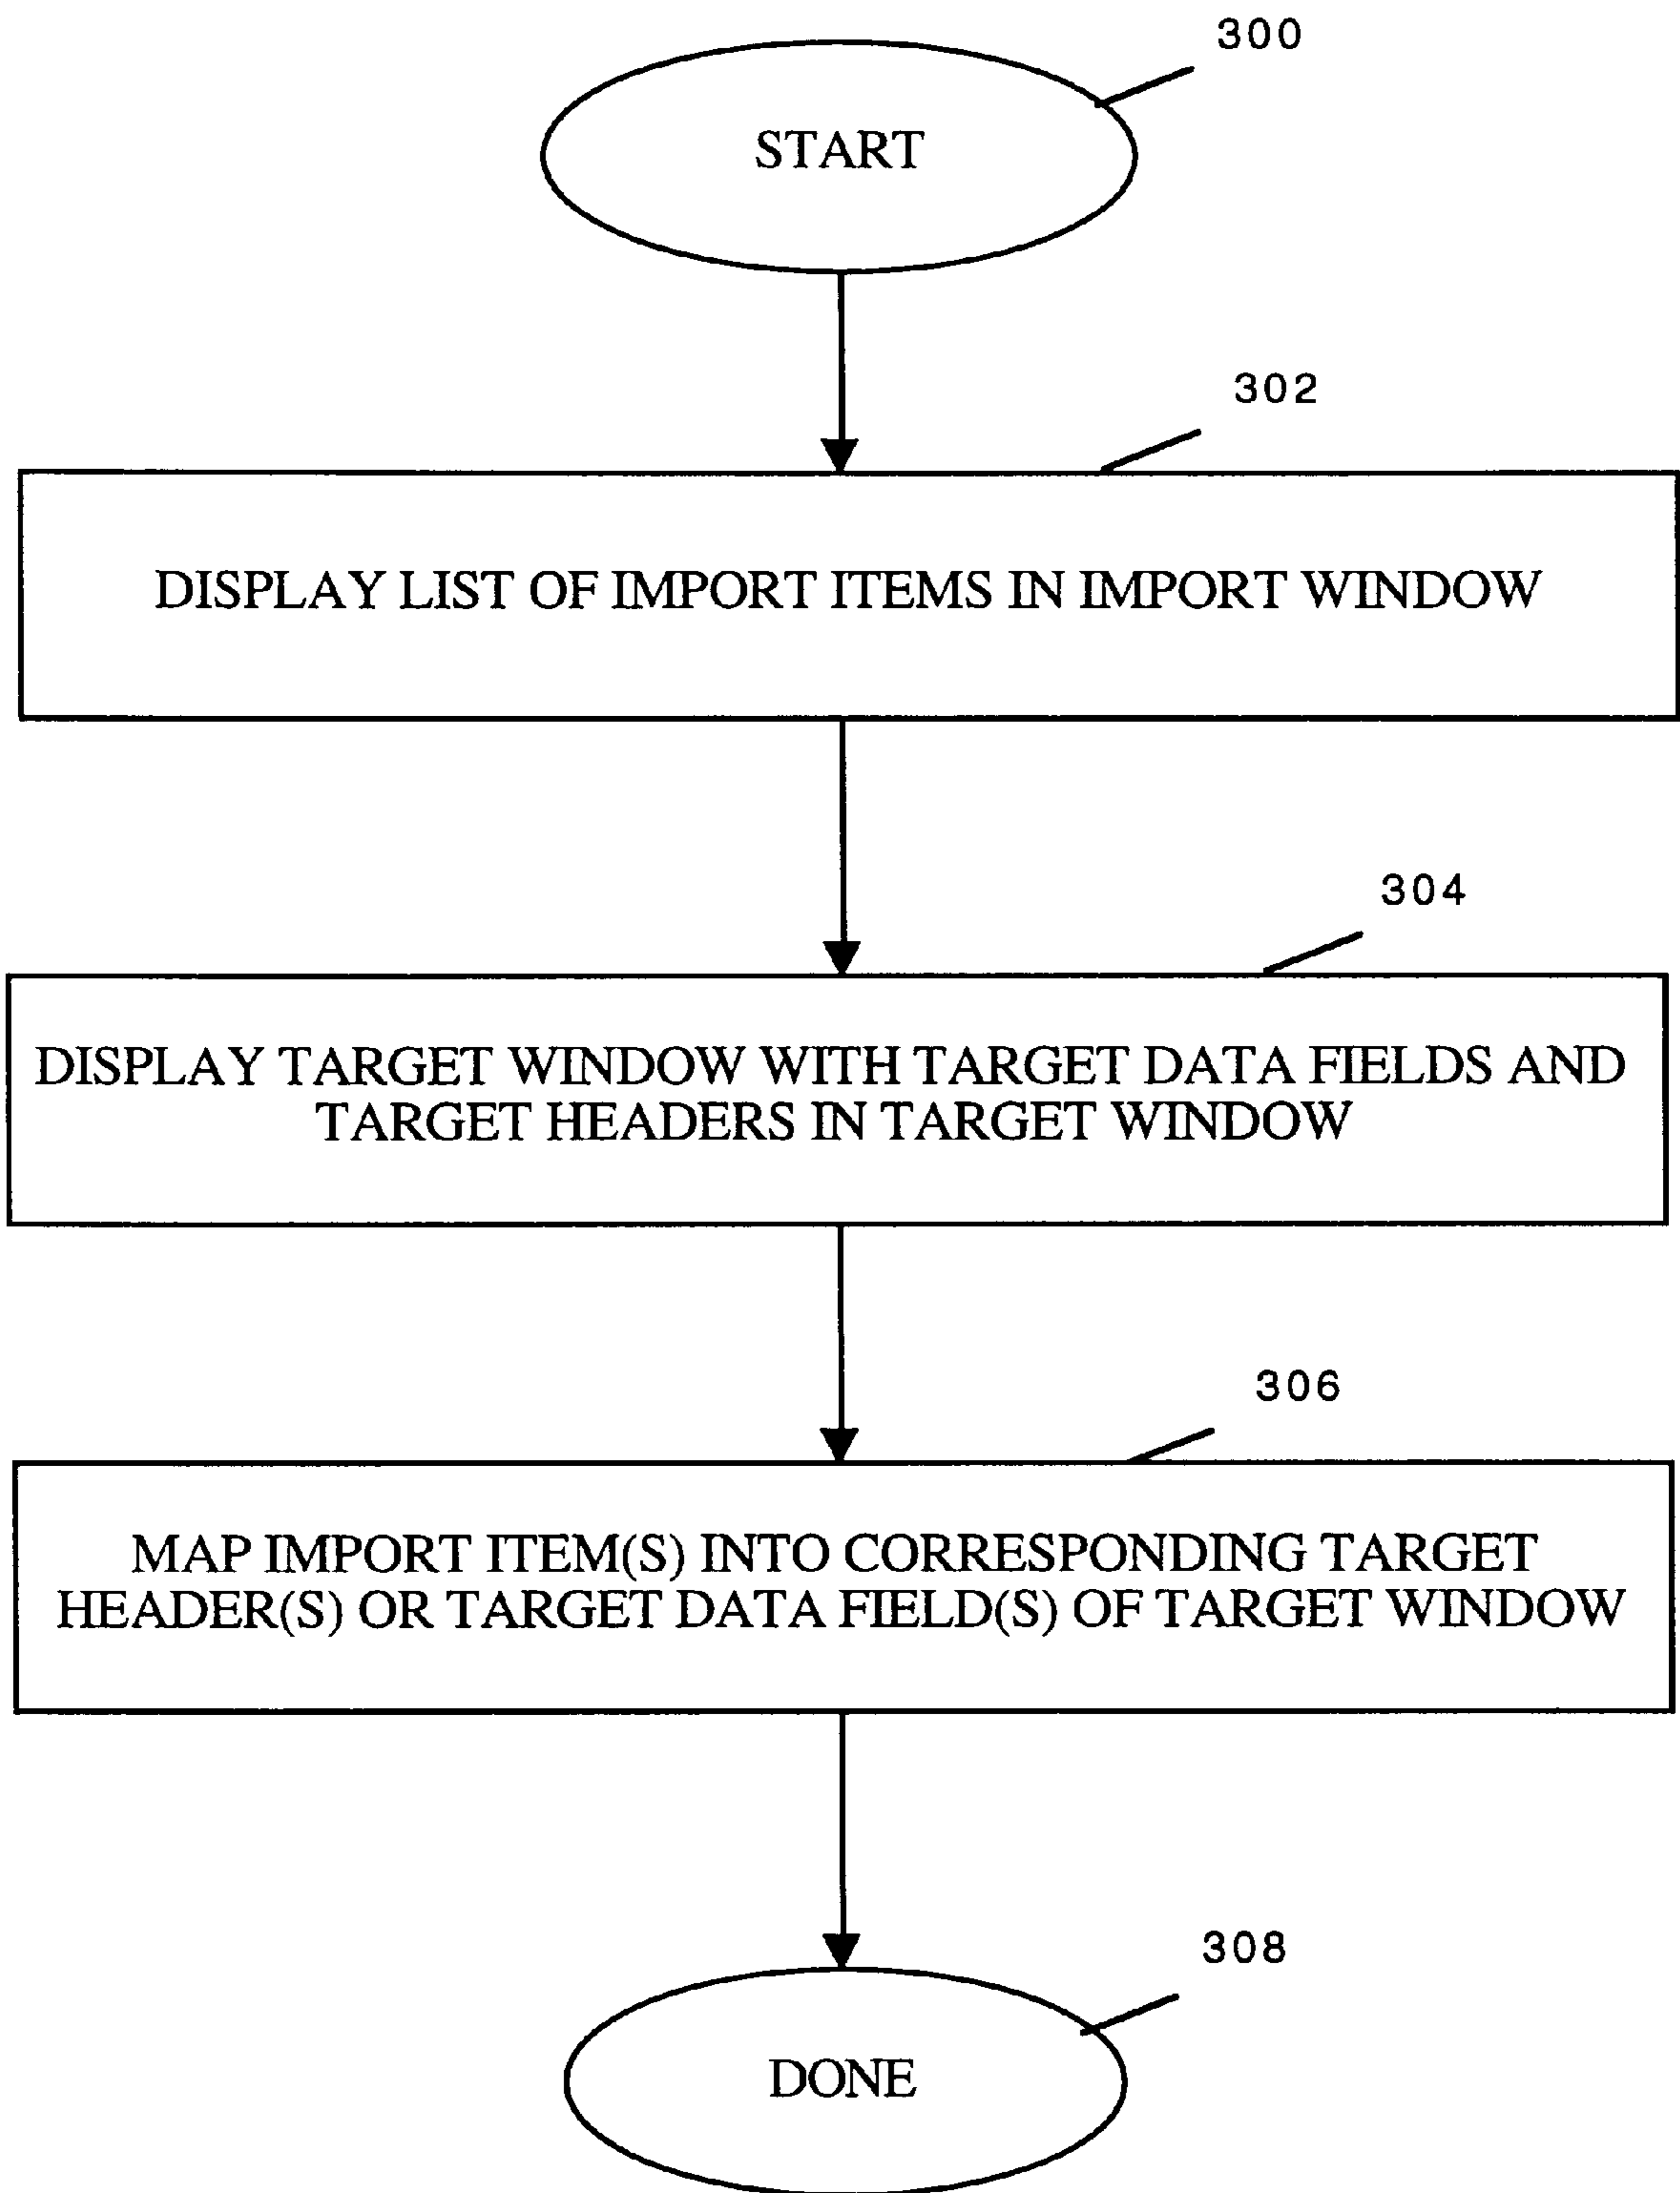 300
START
302
DISPLAY LIST OF IMPORT ITEMS IN IMPORT WINDOW
304
DISPLAY TARGET WINDOW WITH TARGET DATA FIELDS AND
TARGET HEADERS IN TARGET WINDOW
306
MAP IMPORT ITEM(S) INTO CORRESPONDING TARGET
HEADER(S) OR TARGET DATA FIELD(S) OF TARGET WINDOW
308
DONE